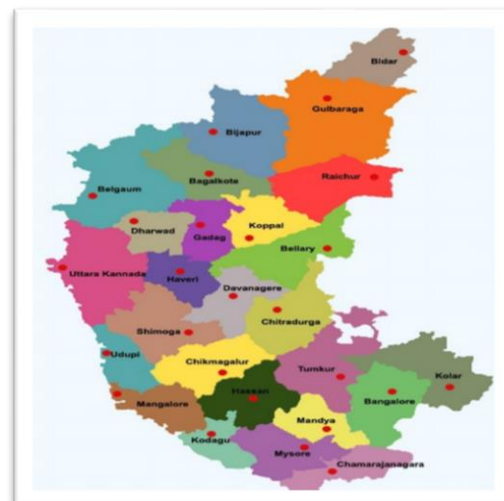 Bidar
Gulbarga
Bijapur
Raichur
Bagalkote
Belgaum
Koppal
Dharwad
Gadag
Bellary
Uttara Kannada
Haveri
Davanagere
Chitradurga
Shimoga
Udupi
Chikmagalur
Tumkur
Kolar
Hassan
Bangalore
Mangalore
Mandya
Kodagu
Mysore
Chamarajanagara